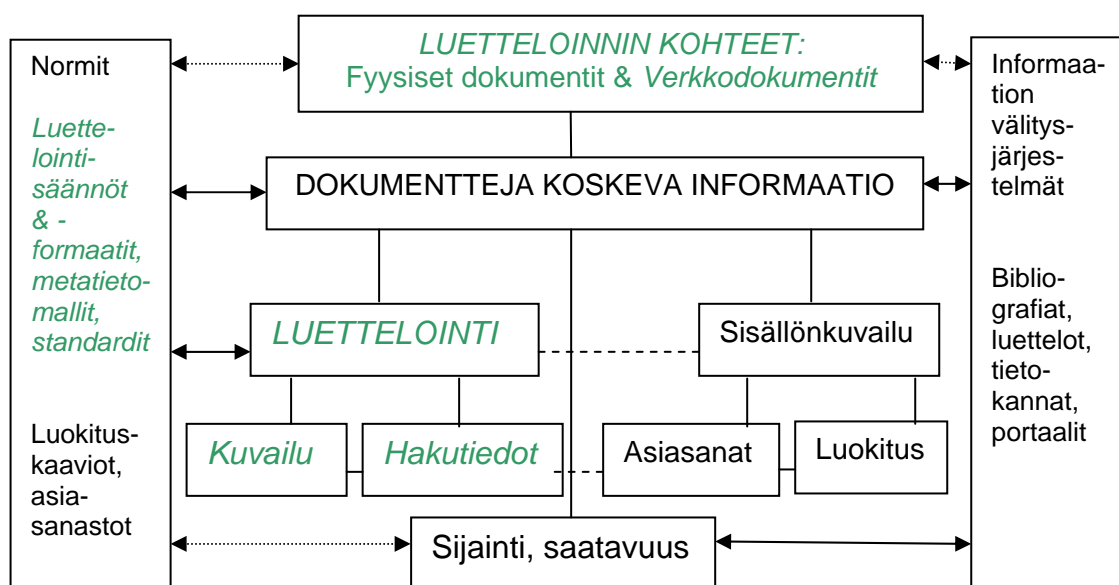 Normit
Luette-
lointi-
säännöt
& -
formaatit,
metatieto-
mallit,
standardit
Luokitus-
kaaviot,
asia-
sanastot
LUETTELOINNIN KOHTEET:
Fyysiset dokumentit & Verkkodokumentit
DOKUMENTTEJA KOSKEVA INFORMAATIO
LUETTELOINTI
Sisällönkuvailu
Kuvailu
Hakutiedot
Asiasanat
Luokitus
Sijainti, saatavuus
Informaa-
tion
välitys-
järjes-
telmät
Biblio-
grafiat,
luettelot,
tieto-
kannat,
portaalit